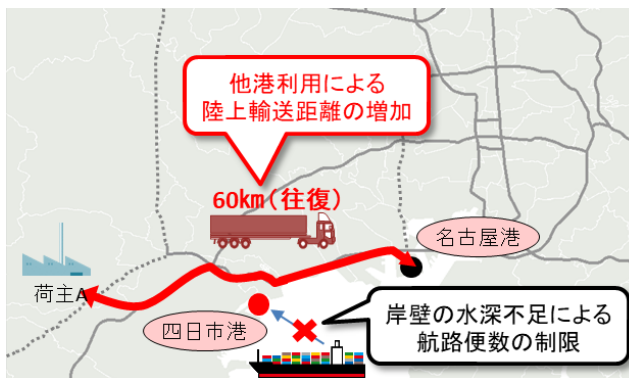 他港利用による
陸上輸送距離の増加
60km(往復)
名古屋港
荷主A
四日市港
岸壁の水深不足による
航路便数の制限